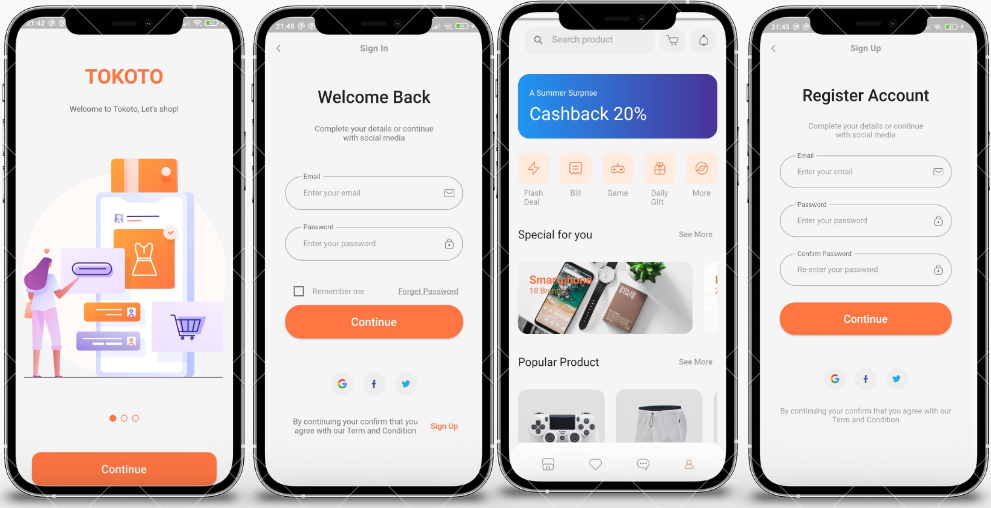 21:42
TOKOTO
Welcome to Tokoto, Let's shop!
Continue
21:45
Sign In
Welcome Back
Complete your details or continue
with social media
Email
Enter your email
Password
Enter your password
Remember me
Forget Password
Continue
By continuing your confirm that you
agree with our Term and Condition
Sign Up
Search product
A Summer Surprise
Cashback 20%
Flash
Deal
Bill
Game
Daily
Gift
More
Special for you
See More
Smartphone
Popular Product
See More
21:45
Sign Up
Register Account
Complete your details or continue
with social media
Email
Enter your email
Password
Enter your password
Confirm Password
Re-enter your password
Continue
By continuing your confirm that you agree with our
Term and Condition